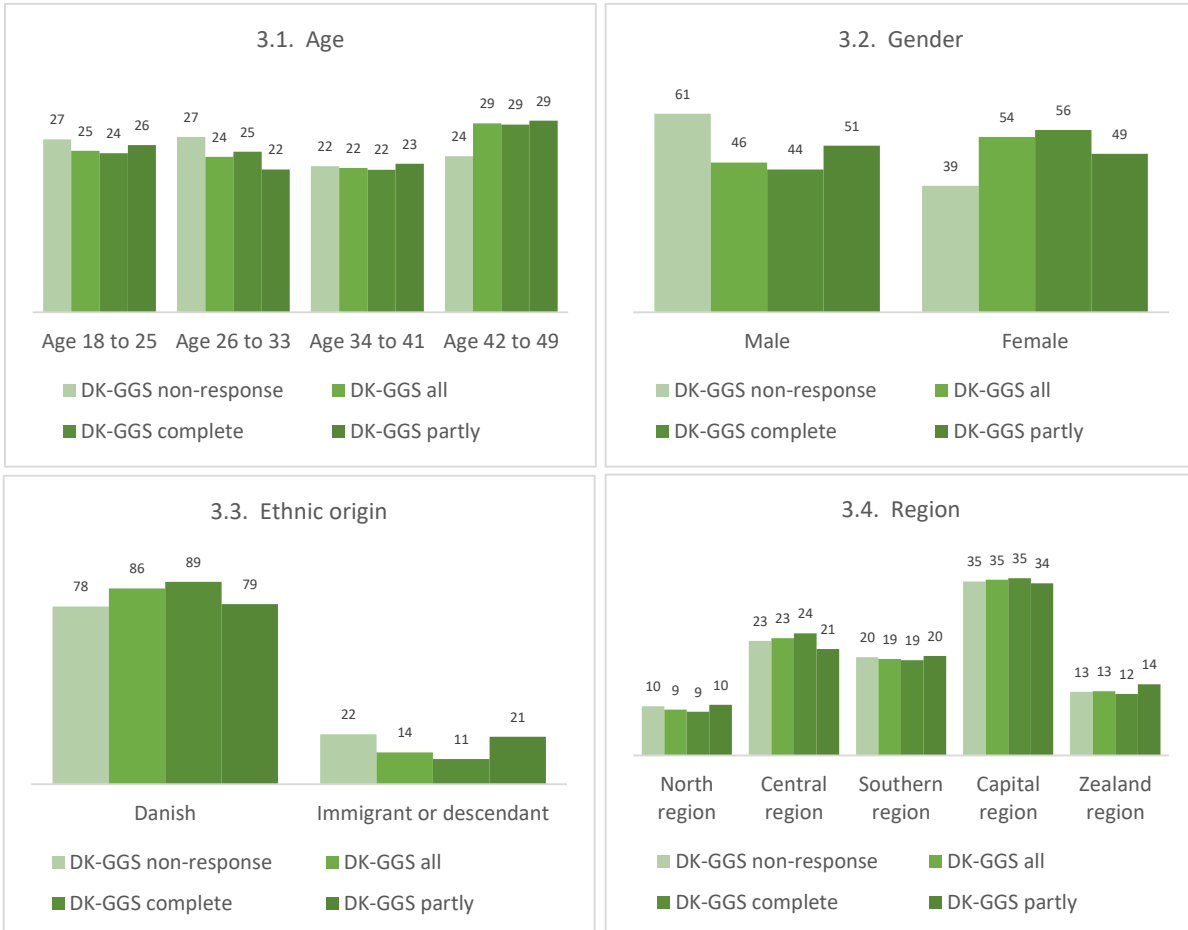 3.1. Age
27 25 24 26 27 24 25 22 22 22 22 23 24 29 29 29
Age 18 to 25 Age 26 to 33 Age 34 to 41 Age 42 to 49
DK-GGS non-response DK-GGS all
DK-GGS complete DK-GGS partly
3.2. Gender
61 46 44 51 39 54 56 49
Male Female
DK-GGS non-response DK-GGS all
DK-GGS complete DK-GGS partly
3.3. Ethnic origin
78 86 89 79 22 14 11 21
Danish Immigrant or descendant
DK-GGS non-response DK-GGS all
DK-GGS complete DK-GGS partly
3.4. Region
10 9 9 10 23 23 24 21 20 19 19 20 35 35 35 34 13 13 12 14
North Central Southern Capital Zealand
region region region region region
DK-GGS non-response DK-GGS all
DK-GGS complete DK-GGS partly